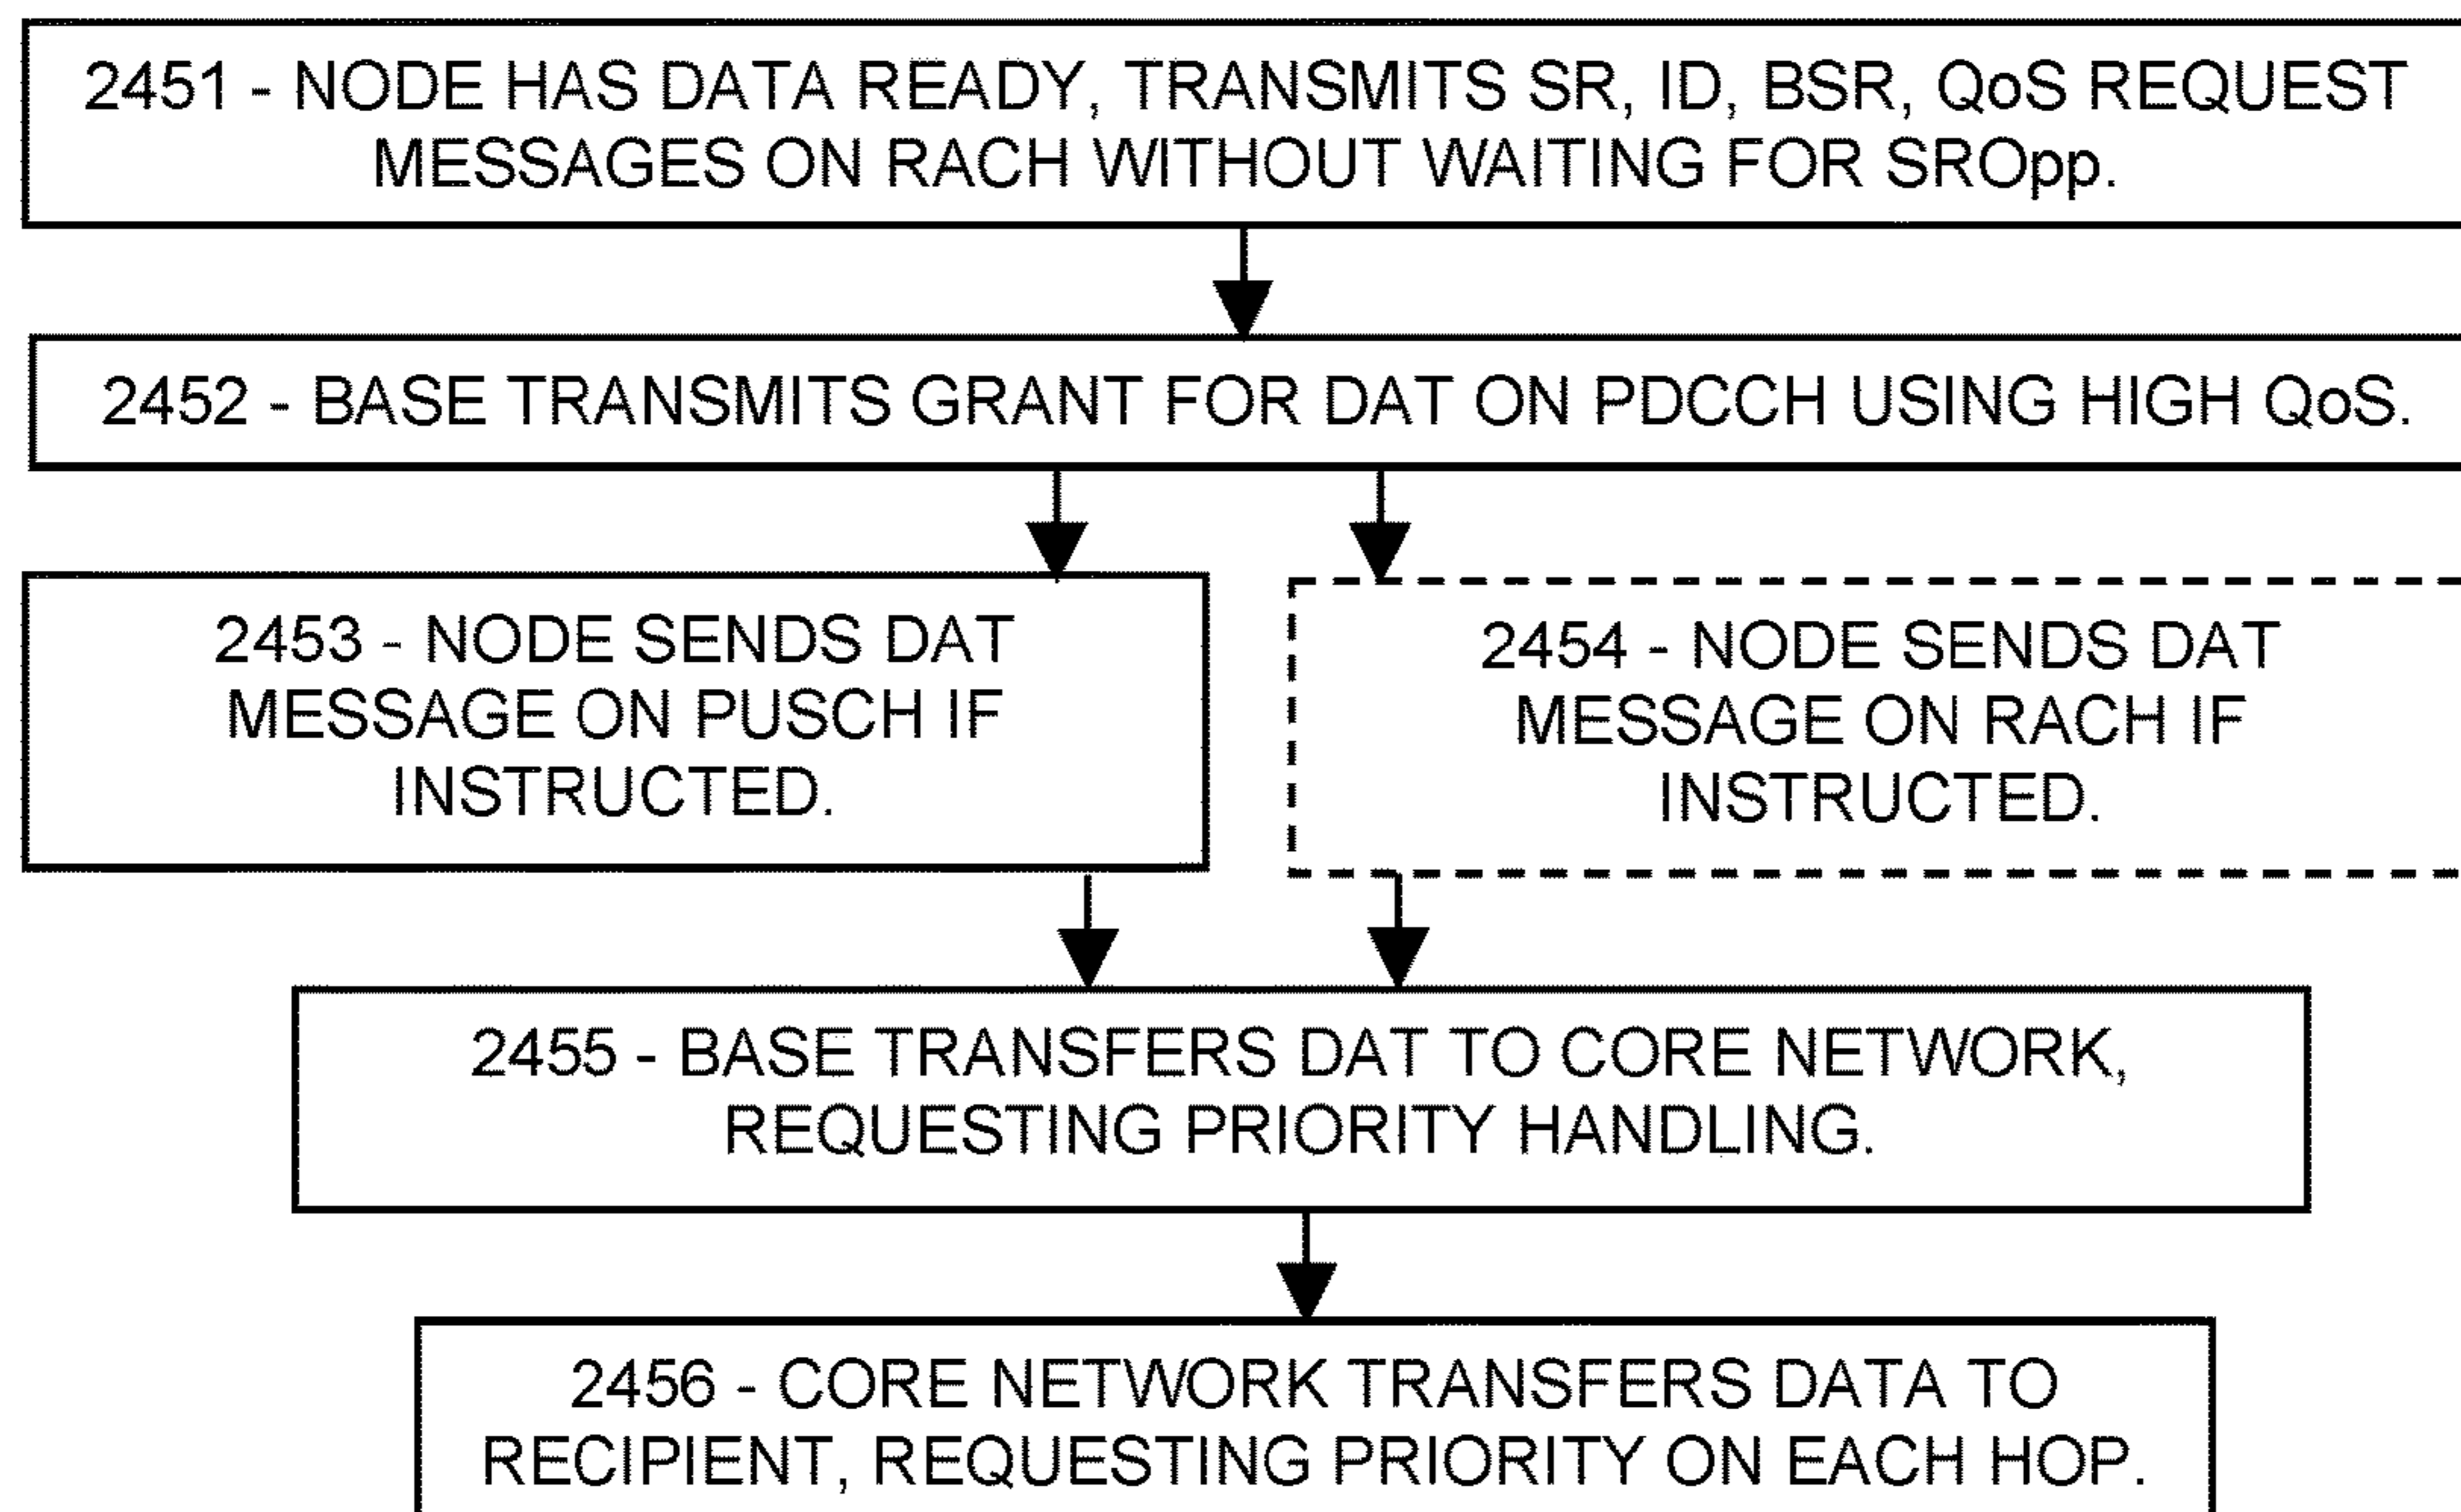 2451 - NODE HAS DATA READY, TRANSMITS SR, ID, BSR, QoS REQUEST
MESSAGES ON RACH WITHOUT WAITING FOR SROpp.
2452 - BASE TRANSMITS GRANT FOR DAT ON PDCCH USING HIGH QoS.
2453 - NODE SENDS DAT
MESSAGE ON PUSCH IF
INSTRUCTED.
2454 - NODE SENDS DAT
MESSAGE ON RACH IF
INSTRUCTED.
2455 - BASE TRANSFERS DAT TO CORE NETWORK,
REQUESTING PRIORITY HANDLING.
2456 - CORE NETWORK TRANSFERS DATA TO
RECIPIENT, REQUESTING PRIORITY ON EACH HOP.